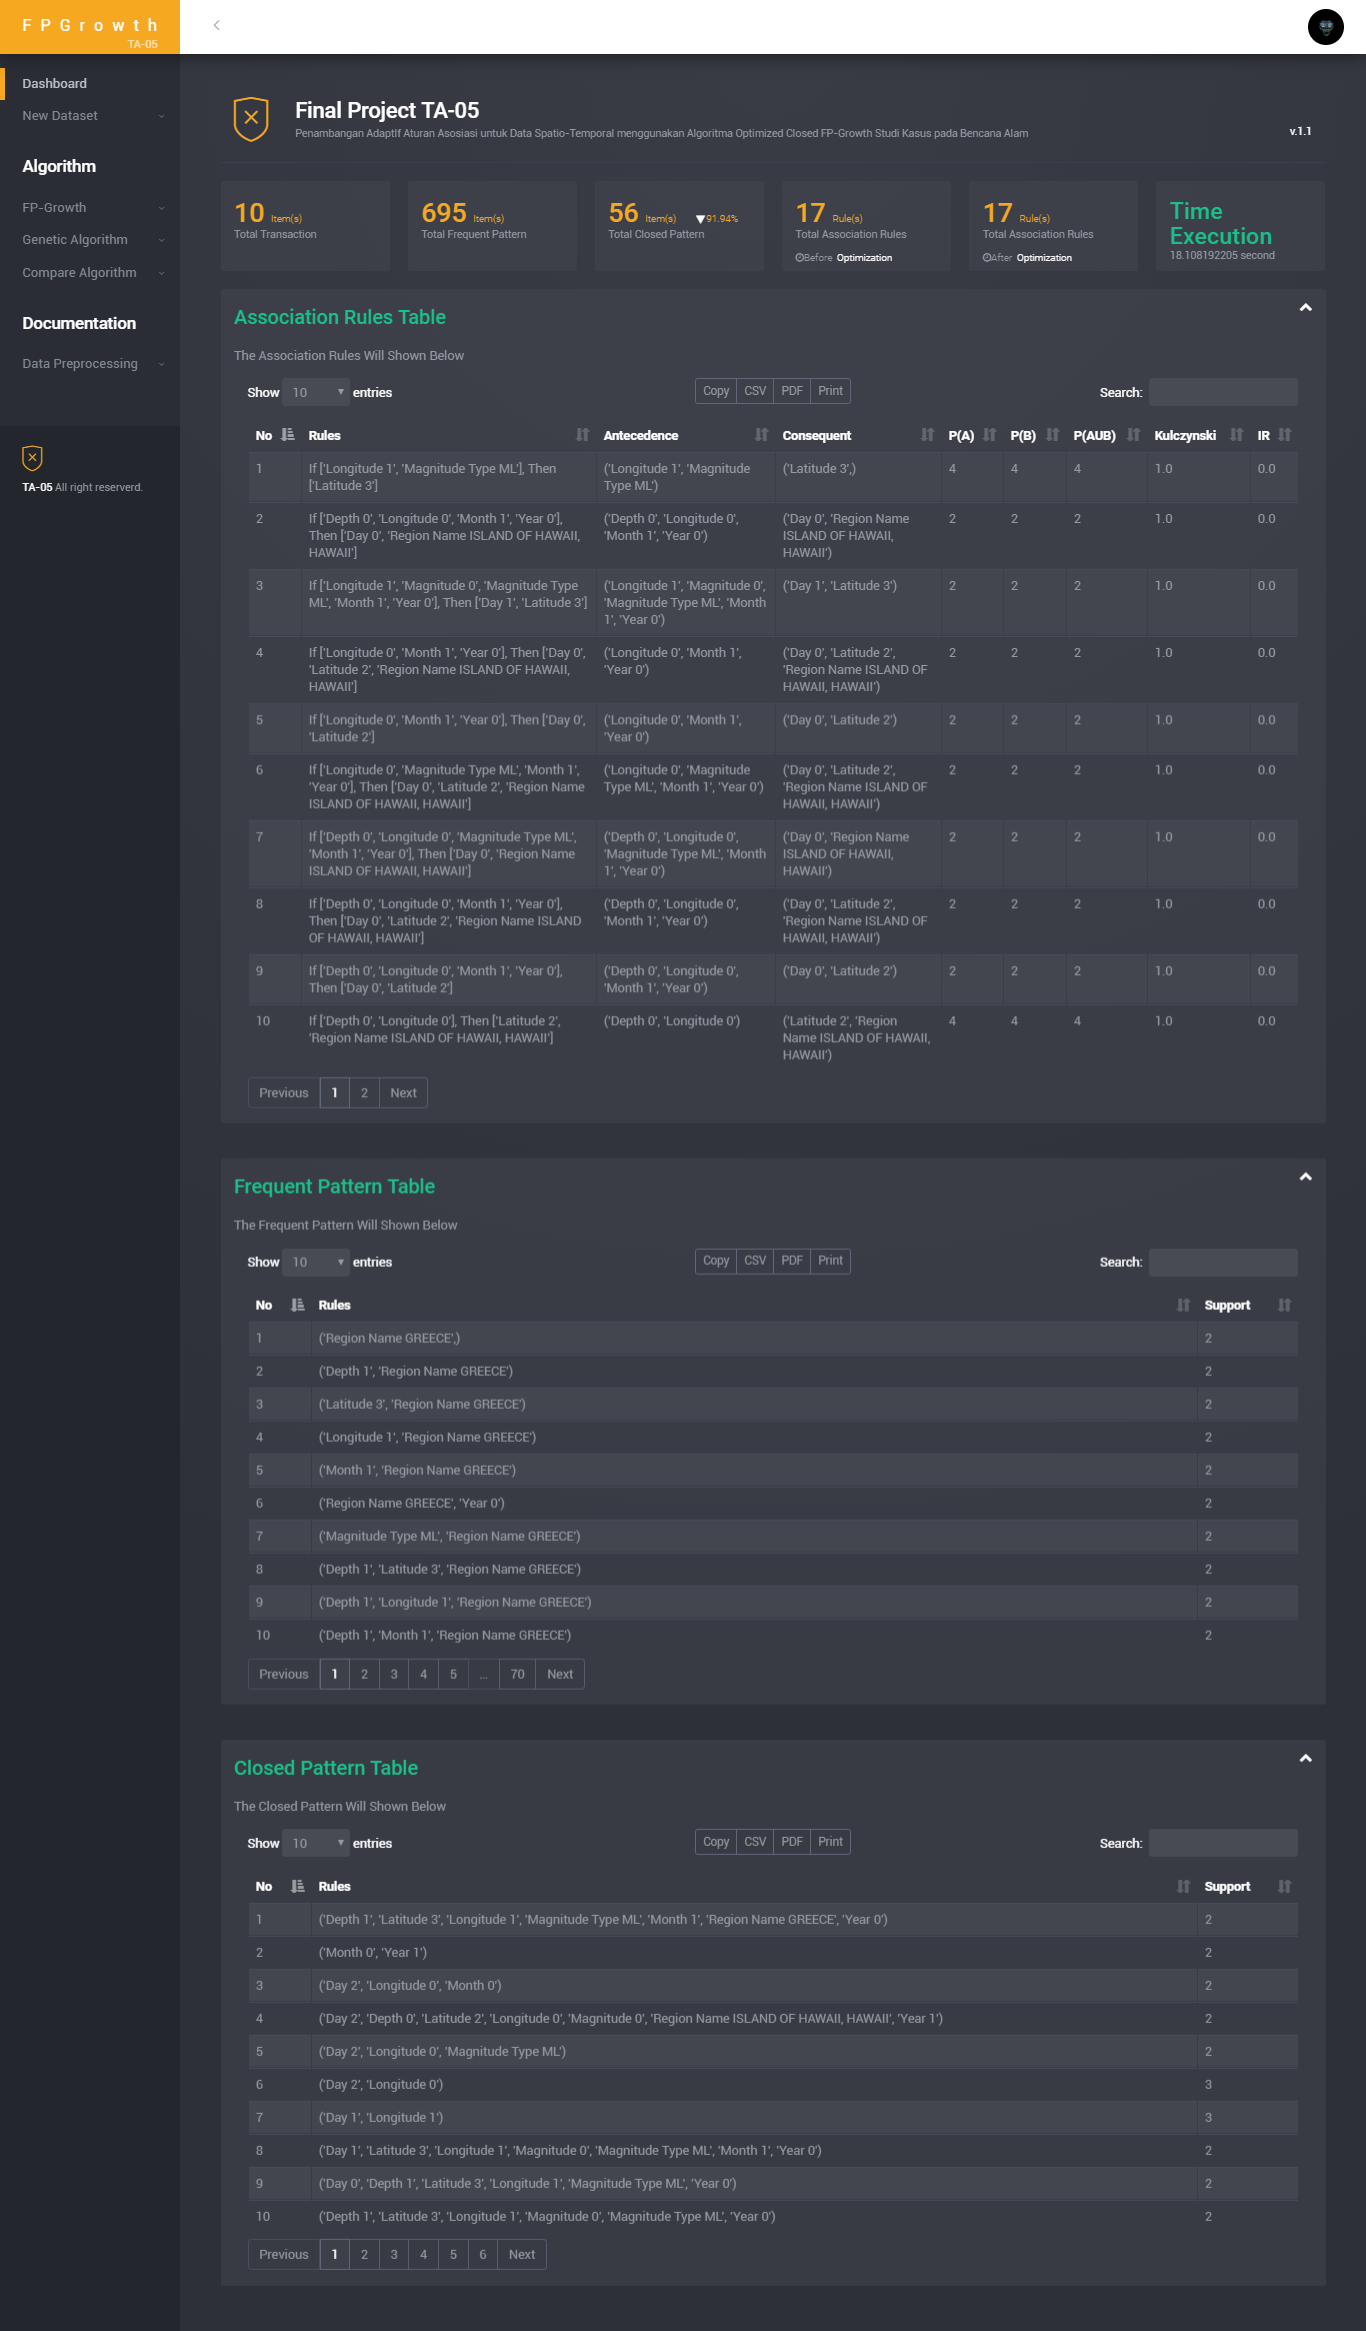 FPGrowth
TA-05
Dashboard
New Dataset
Algorithm
FP-Growth
Genetic Algorithm
Compare Algorithm
Documentation
Data Preprocessing
TA-05 All right reserverd.
Final Project TA-05
Penambangan AdaptIf Aturan Asosiasi untuk Data Spatio-Temporal menggunakan Algoritma Optimized Closed FP-Growth Studi Kasus pada Bencana Alam
v.1.1
10 Item(s)
Total Transaction
695 Item(s)
Total Frequent Pattern
56 Item(s) ▼91.94%
Total Closed Pattern
17 Rule(s)
Total Association Rules
Before Optimization
17 Rule(s)
Total Association Rules
After Optimization
Time
Execution
18.108192205 second
Association Rules Table
The Association Rules Will Shown Below
Show 10 entries
Copy CSV PDF Print
Search:
No Rules Antecedence Consequent P(A) P(B) P(AUB) Kulczynski IR
1 If ['Longitude 1', 'Magnitude Type ML'], Then ('Longitude 1', 'Magnitude ('Latitude 3',) 4 4 4 1.0 0.0
['Latitude 3'] Type ML')
2 If ['Depth 0', 'Longitude 0', 'Month 1', 'Year 0'], ('Depth 0', 'Longitude 0', ('Day 0', 'Region Name 2 2 2 1.0 0.0
Then ['Day 0', 'Region Name ISLAND OF HAWAII, 'Month 1', 'Year 0') ISLAND OF HAWAII,
HAWAII'] HAWAII')
3 If ['Longitude 1', 'Magnitude 0', 'Magnitude Type ('Longitude 1', 'Magnitude 0', ('Day 1', 'Latitude 3') 2 2 2 1.0 0.0
ML', 'Month 1', 'Year 0'], Then ['Day 1', 'Latitude 3'] 'Magnitude Type ML', 'Month
1', 'Year 0')
4 If ['Longitude 0', 'Month 1', 'Year 0'], Then ['Day 0', ('Longitude 0', 'Month 1', ('Day 0', 'Latitude 2', 2 2 2 1.0 0.0
'Latitude 2', 'Region Name ISLAND OF HAWAII, 'Year 0') 'Region Name ISLAND OF
HAWAII'] HAWAII, HAWAII')
5 If ['Longitude 0', 'Month 1', 'Year 0'], Then ['Day 0', ('Longitude 0', 'Month 1', ('Day 0', 'Latitude 2') 2 2 2 1.0 0.0
'Latitude 2'] 'Year 0')
6 If ['Longitude 0', 'Magnitude Type ML', 'Month 1', ('Longitude 0', 'Magnitude ('Day 0', 'Latitude 2', 2 2 2 1.0 0.0
'Year 0'], Then ['Day 0', 'Latitude 2', 'Region Name Type ML', 'Month 1', 'Year 0') 'Region Name ISLAND OF
ISLAND OF HAWAII, HAWAII'] HAWAII, HAWAII')
7 If ['Depth 0', 'Longitude 0', 'Magnitude Type ML', ('Depth 0', 'Longitude 0', ('Day 0', 'Region Name 2 2 2 1.0 0.0
'Month 1', 'Year 0'], Then ['Day 0', 'Region Name 'Magnitude Type ML', 'Month ISLAND OF HAWAII,
ISLAND OF HAWAII, HAWAII'] 1', 'Year 0') HAWAII')
8 If ['Depth 0', 'Longitude 0', 'Month 1', 'Year 0'], ('Depth 0', 'Longitude 0', ('Day 0', 'Latitude 2', 2 2 2 1.0 0.0
Then ['Day 0', 'Latitude 2', 'Region Name ISLAND 'Month 1', 'Year 0') 'Region Name ISLAND OF
OF HAWAII, HAWAII'] HAWAII, HAWAII')
9 If ['Depth 0', 'Longitude 0', 'Month 1', 'Year 0'], ('Depth 0', 'Longitude 0', ('Day 0', 'Latitude 2') 2 2 2 1.0 0.0
Then ['Day 0', 'Latitude 2'] 'Month 1', 'Year 0')
10 If ['Depth 0', 'Longitude 0'], Then ['Latitude 2', ('Depth 0', 'Longitude 0') ('Latitude 2', 'Region 4 4 4 1.0 0.0
'Region Name ISLAND OF HAWAII, HAWAII'] Name ISLAND OF HAWAII,
HAWAII')
Previous 1 2 Next
Frequent Pattern Table
The Frequent Pattern Will Shown Below
Show 10 entries
Copy CSV PDF Print
Search:
No Rules Support
1 ('Region Name GREECE',) 2
2 ('Depth 1', 'Region Name GREECE') 2
3 ('Latitude 3', 'Region Name GREECE') 2
4 ('Longitude 1', 'Region Name GREECE') 2
5 ('Month 1', 'Region Name GREECE') 2
6 ('Region Name GREECE', 'Year 0') 2
7 ('Magnitude Type ML', 'Region Name GREECE') 2
8 ('Depth 1', 'Latitude 3', 'Region Name GREECE') 2
9 ('Depth 1', 'Longitude 1', 'Region Name GREECE') 2
10 ('Depth 1', 'Month 1', 'Region Name GREECE') 2
Previous 1 2 3 4 5 ... 70 Next
Closed Pattern Table
The Closed Pattern Will Shown Below
Show 10 entries
Copy CSV PDF Print
Search:
No Rules Support
1 ('Depth 1', 'Latitude 3', 'Longitude 1', 'Magnitude Type ML', 'Month 1', 'Region Name GREECE', 'Year 0') 2
2 ('Month 0', 'Year 1') 2
3 ('Day 2', 'Longitude 0', 'Month 0') 2
4 ('Day 2', 'Depth 0', 'Latitude 2', 'Longitude 0', 'Magnitude 0', 'Region Name ISLAND OF HAWAII, HAWAII', 'Year 1') 2
5 ('Day 2', 'Longitude 0', 'Magnitude Type ML') 2
6 ('Day 2', 'Longitude 0') 3
7 ('Day 1', 'Longitude 1') 3
8 ('Day 1', 'Latitude 3', 'Longitude 1', 'Magnitude 0', 'Magnitude Type ML', 'Month 1', 'Year 0') 2
9 ('Day 0', 'Depth 1', 'Latitude 3', 'Longitude 1', 'Magnitude Type ML', 'Year 0') 2
10 ('Depth 1', 'Latitude 3', 'Longitude 1', 'Magnitude 0', 'Magnitude Type ML', 'Year 0') 2
Previous 1 2 3 4 5 6 Next